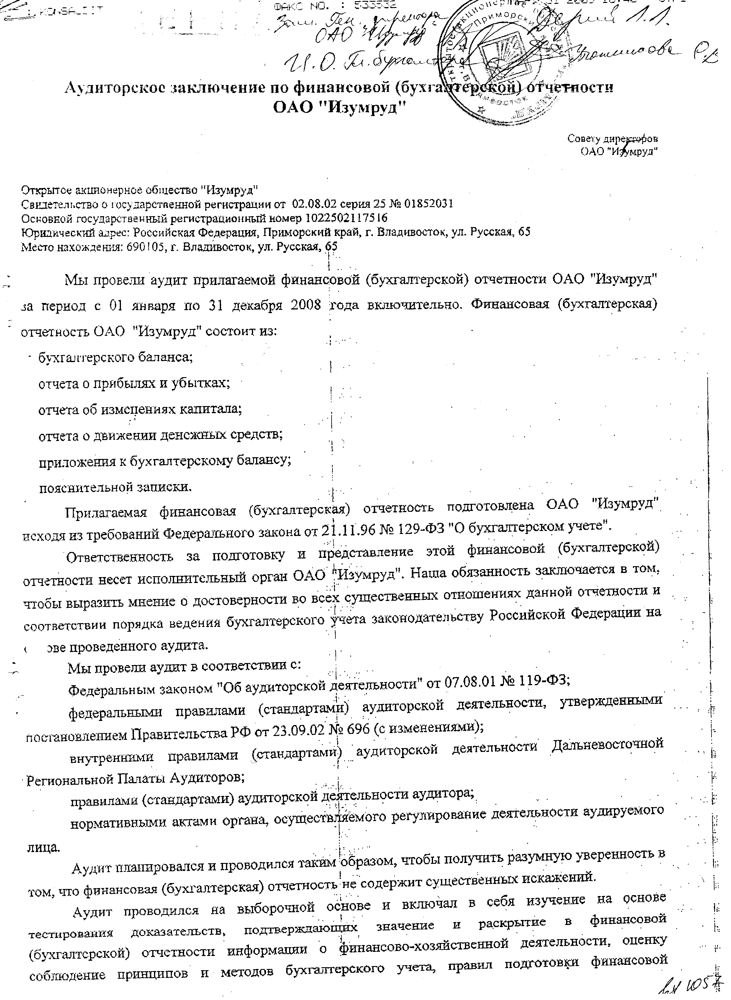 ФАКС NO. : 533532
Зам. Ген. директора
ОАО "Изумруд"
И.О. Гл. бухгалтера
Аудиторское заключение по финансовой (бухгалтерской) отчетности
ОАО "Изумруд"
Совету директоров
ОАО "Изумруд"
Открытое акционерное общество "Изумруд"
Свидетельство о государственной регистрации от 02.08.02 серия 25 № 01852031
Основной государственный регистрационный номер 1022502117516
Юридический адрес: Российская Федерация, Приморский край, г. Владивосток, ул. Русская, 65
Место нахождения: 690105, г. Владивосток, ул. Русская, 65
Мы провели аудит прилагаемой финансовой (бухгалтерской) отчетности ОАО "Изумруд"
за период с 01 января по 31 декабря 2008 года включительно. Финансовая (бухгалтерская)
отчетность ОАО "Изумруд" состоит из:
бухгалтерского баланса;
отчета о прибылях и убытках;
отчета об изменениях капитала;
отчета о движении денежных средств;
приложения к бухгалтерскому балансу;
пояснительной записки.
Прилагаемая финансовая (бухгалтерская) отчетность подготовлена ОАО "Изумруд"
исходя из требований Федерального закона от 21.11.96 № 129-ФЗ "О бухгалтерском учете".
Ответственность за подготовку и представление этой финансовой (бухгалтерской)
отчетности несет исполнительный орган ОАО "Изумруд". Наша обязанность заключается в том,
чтобы выразить мнение о достоверности во всех существенных отношениях данной отчетности и
соответствии порядка ведения бухгалтерского учета законодательству Российской Федерации на
ове проведенного аудита.
Мы провели аудит в соответствии с:
Федеральным законом "Об аудиторской деятельности" от 07.08.01 № 119-ФЗ;
федеральными правилами (стандартами) аудиторской деятельности, утвержденными
постановлением Правительства РФ от 23.09.02 № 696 (с изменениями);
внутренними правилами (стандартами) аудиторской деятельности Дальневосточной
Региональной Палаты Аудиторов;
правилами (стандартами) аудиторской деятельности аудитора;
нормативными актами органа, осуществляемого регулирование деятельности аудируемого
лица.
Аудит планировался и проводился таким образом, чтобы получить разумную уверенность в
том, что финансовая (бухгалтерская) отчетность не содержит существенных искажений.
Аудит проводился на выборочной основе и включал в себя изучение на основе
тестирования доказательств, подтверждающих значение и раскрытие в финансовой
(бухгалтерской) отчетности информации о финансово-хозяйственной деятельности, оценку
соблюдение принципов и методов бухгалтерского учета, правил подготовки финансовой